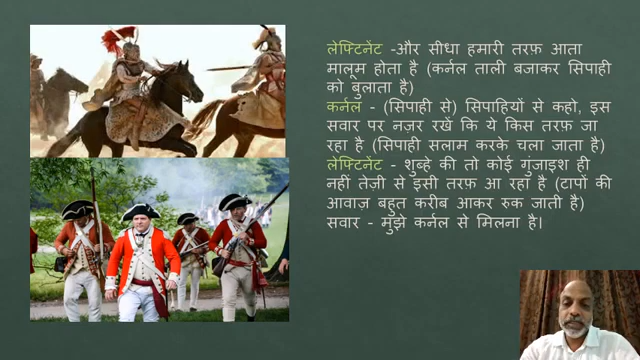 लेफ्टिनेंट -और सीधा हमारी तरफ़ आता
मालूम होता है (कर्नल ताली बजाकर सिपाही
को बुलाता है)
कर्नल - (सिपाही से) सिपाहियों से कहो, इस
सवार पर नज़र रखें कि ये किस तरफ़ जा
रहा है (सिपाही सलाम करके चला जाता है)
लेफ्टिनेंट - शुब्हे की तो कोई गुंजाइश ही
नहीं तेज़ी से इसी तरफ़ आ रहा है (टापों की
आवाज़ बहुत करीब आकर रुक जाती है)
सवार - मुझे कर्नल से मिलना है।